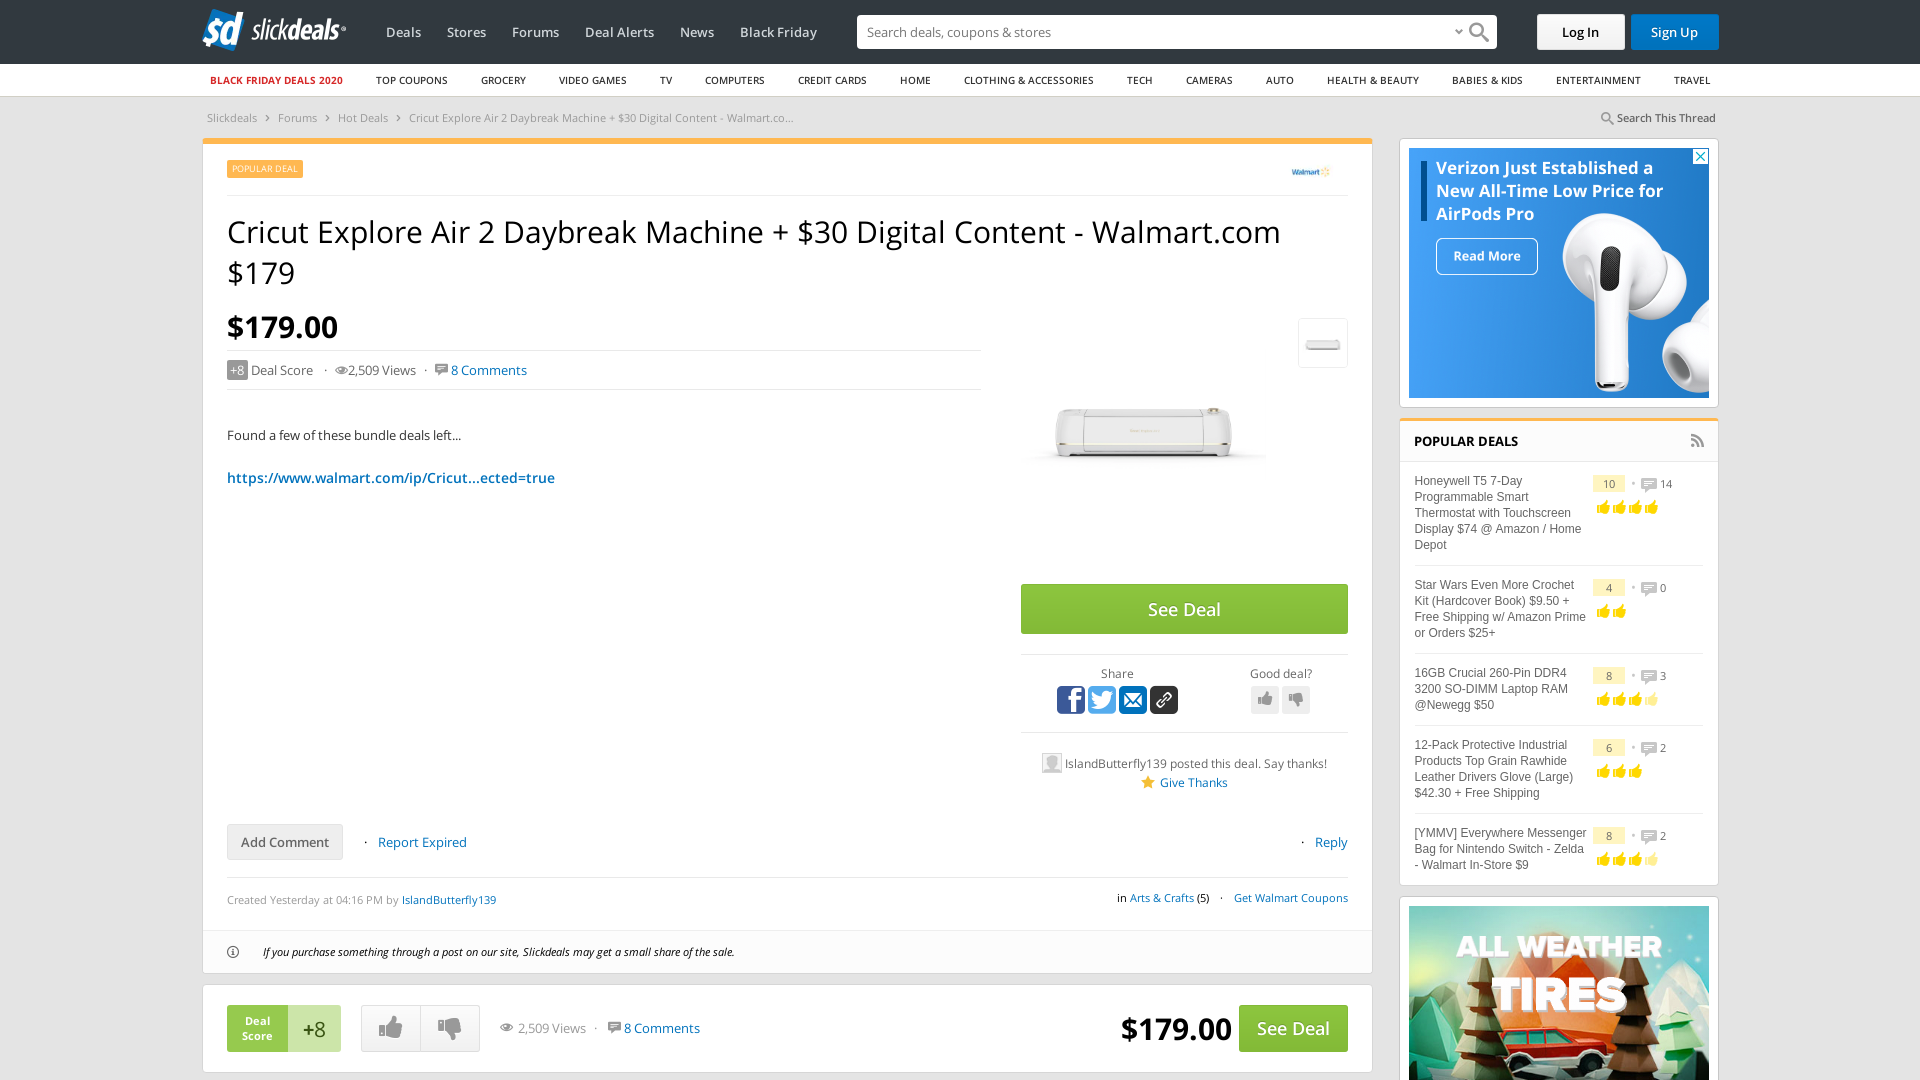 sd slickdeals
Deals Stores Forums Deal Alerts News Black Friday
Search deals, coupons & stores
Log In Sign Up
BLACK FRIDAY DEALS 2020 TOP COUPONS GROCERY VIDEO GAMES TV COMPUTERS CREDIT CARDS HOME CLOTHING & ACCESSORIES TECH CAMERAS AUTO HEALTH & BEAUTY BABIES & KIDS ENTERTAINMENT TRAVEL
Slickdeals › Forums › Hot Deals › Cricut Explore Air 2 Daybreak Machine + $30 Digital Content - Walmart.co...
Search This Thread
POPULAR DEAL
Walmart
Cricut Explore Air 2 Daybreak Machine + $30 Digital Content - Walmart.com
$179
$179.00
+8 Deal Score · 2,509 Views · 8 Comments
Found a few of these bundle deals left...
https://www.walmart.com/ip/Cricut...ected=true
See Deal
Share
Good deal?
IslandButterfly139 posted this deal. Say thanks!
Give Thanks
Add Comment · Report Expired
· Reply
Created Yesterday at 04:16 PM by IslandButterfly139
in Arts & Crafts (5) · Get Walmart Coupons
If you purchase something through a post on our site, Slickdeals may get a small share of the sale.
Deal
Score
+8
2,509 Views · 8 Comments
$179.00
See Deal
Verizon Just Established a
New All-Time Low Price for
AirPods Pro
Read More
POPULAR DEALS
Honeywell T5 7-Day
Programmable Smart
Thermostat with Touchscreen
Display $74 @ Amazon / Home
Depot
10 • 14
Star Wars Even More Crochet
Kit (Hardcover Book) $9.50 +
Free Shipping w/ Amazon Prime
or Orders $25+
4 • 0
16GB Crucial 260-Pin DDR4
3200 SO-DIMM Laptop RAM
@Newegg $50
8 • 3
12-Pack Protective Industrial
Products Top Grain Rawhide
Leather Drivers Glove (Large)
$42.30 + Free Shipping
6 • 2
[YMMV] Everywhere Messenger
Bag for Nintendo Switch - Zelda
- Walmart In-Store $9
8 • 2
ALL WEATHER
TIRES